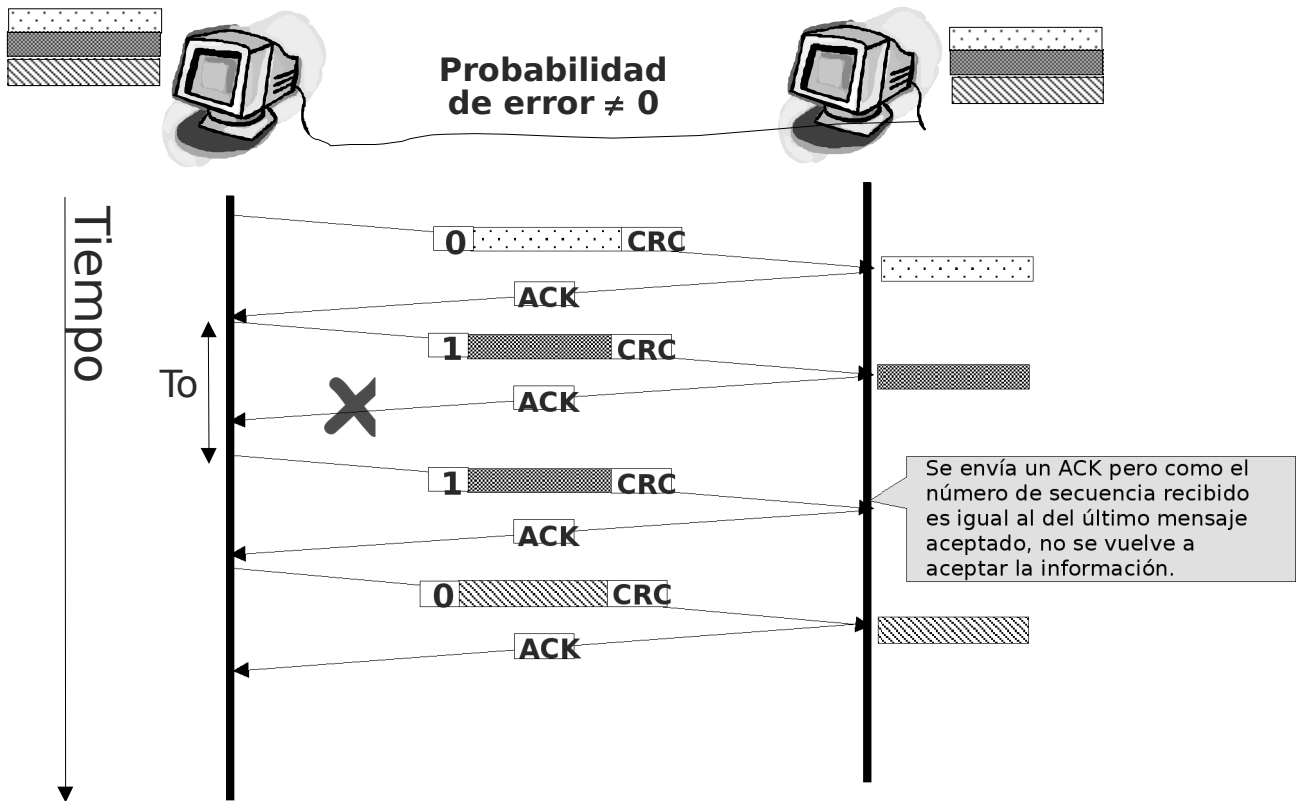 Probabilidad
de error ≠ 0
Tiempo
0 CRC
ACK
1 CRC
To
ACK
1 CRC
Se envía un ACK pero como el
número de secuencia recibido
es igual al del último mensaje
aceptado, no se vuelve a
aceptar la información.
ACK
0 CRC
ACK